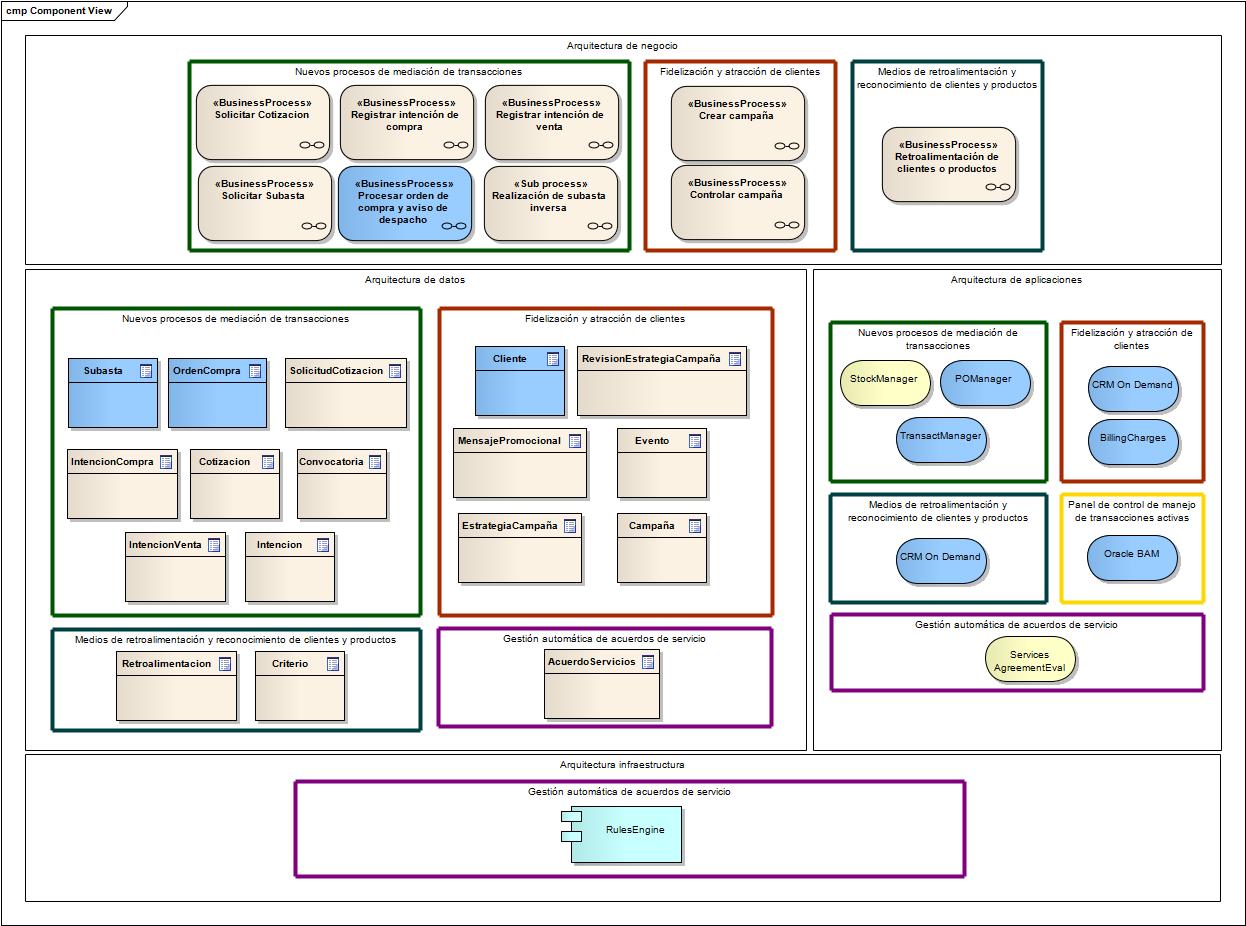 cmp Component View
Arquitectura de negocio
Nuevos procesos de mediación de transacciones
«BusinessProcess»
Solicitar Cotizacion
«BusinessProcess»
Registrar intención de
compra
«BusinessProcess»
Registrar intención de
venta
«BusinessProcess»
Solicitar Subasta
«BusinessProcess»
Procesar orden de
compra y aviso de
despacho
«Sub process»
Realización de subasta
inversa
Fidelización y atracción de clientes
«BusinessProcess»
Crear campaña
«BusinessProcess»
Controlar campaña
Medios de retroalimentación y
reconocimiento de clientes y productos
«BusinessProcess»
Retroalimentación de
clientes o productos
Arquitectura de datos
Nuevos procesos de mediación de transacciones
Subasta
OrdenCompra
SolicitudCotizacion
IntencionCompra
Cotizacion
Convocatoria
IntencionVenta
Intencion
Fidelización y atracción de clientes
Cliente
RevisionEstrategiaCampaña
MensajePromocional
Evento
EstrategiaCampaña
Campaña
Medios de retroalimentación y reconocimiento de clientes y productos
Retroalimentacion
Criterio
Gestión automática de acuerdos de servicio
AcuerdoServicios
Arquitectura de aplicaciones
Nuevos procesos de mediación de
transacciones
StockManager
POManager
TransactManager
Fidelización y atracción de
clientes
CRM On Demand
BillingCharges
Medios de retroalimentación y
reconocimiento de clientes y productos
CRM On Demand
Panel de control de manejo
de transacciones activas
Oracle BAM
Gestión automática de acuerdos de servicio
Services
AgreementEval
Arquitectura infraestructura
Gestión automática de acuerdos de servicio
RulesEngine